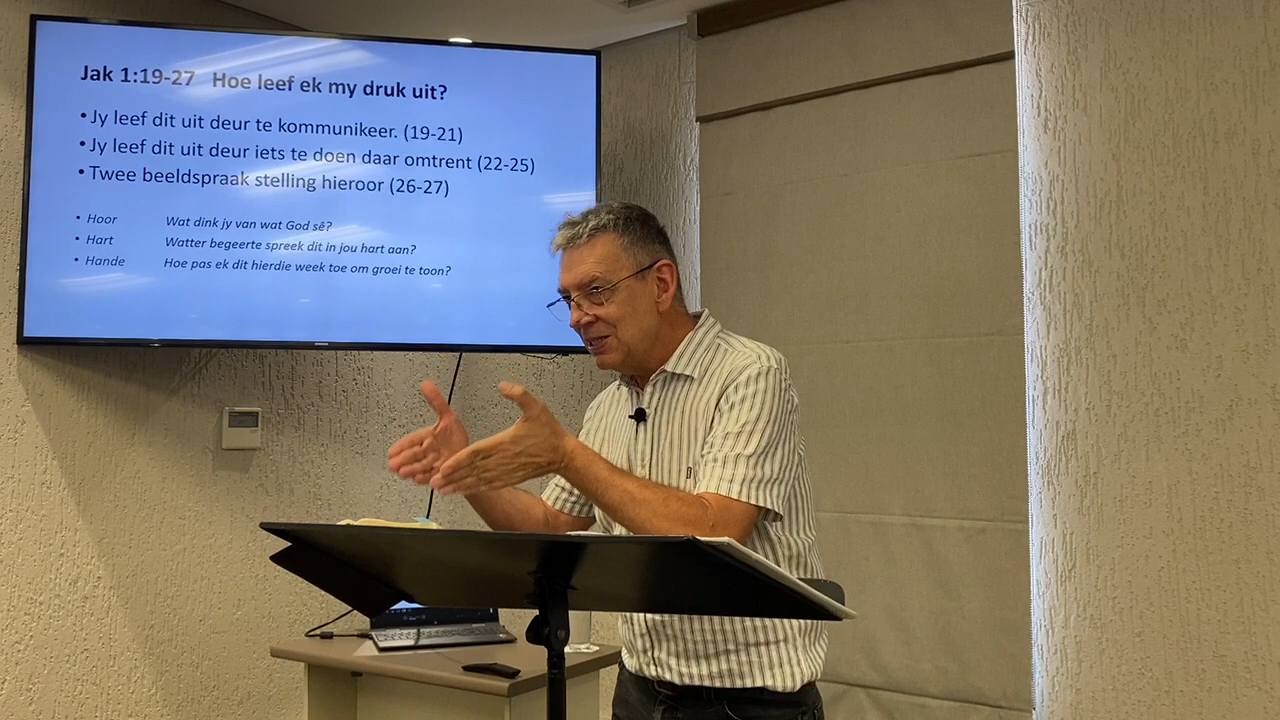 Jak 1:19-27 Hoe leef ek my druk uit?
• Jy leef dit uit deur te kommunikeer. (19-21)
• Jy leef dit uit deur iets te doen daar omtrent (22-25)
• Twee beeldspraak stelling hieroor (26-27)
• Hoor Wat dink jy van wat God sê?
• Hart Watter begeerte spreek dit in jou hart aan?
• Hande Hoe pas ek dit hierdie week toe om groei te toon?
SAMSUNG